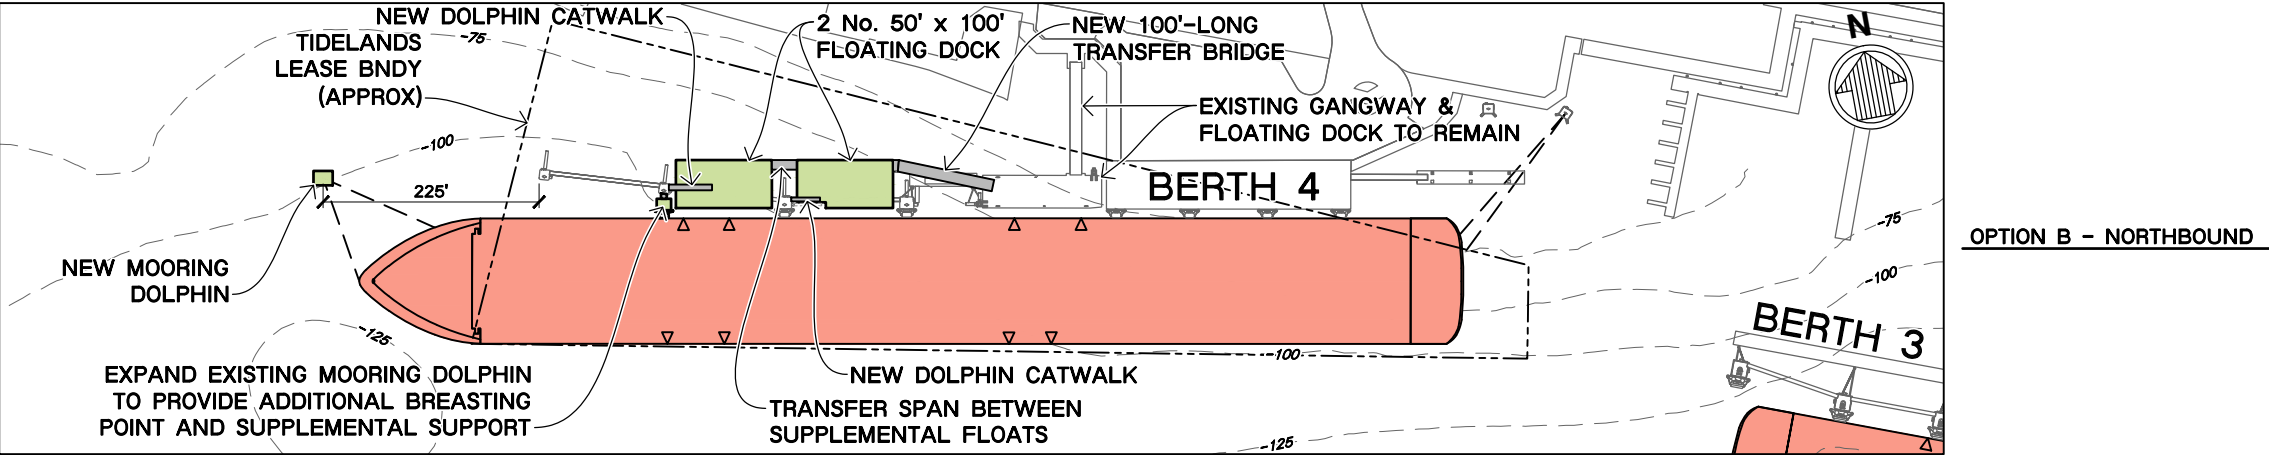 NEW DOLPHIN CATWALK
-75
TIDELANDS
LEASE BNDY
(APPROX)
2 No. 50' x 100'
FLOATING DOCK
NEW 100'-LONG
TRANSFER BRIDGE
N
EXISTING GANGWAY &
FLOATING DOCK TO REMAIN
-100
225'
BERTH 4
-75
OPTION B - NORTHBOUND
NEW MOORING
DOLPHIN
-100
-125
BERTH 3
-100
EXPAND EXISTING MOORING DOLPHIN
TO PROVIDE ADDITIONAL BREASTING
POINT AND SUPPLEMENTAL SUPPORT
NEW DOLPHIN CATWALK
TRANSFER SPAN BETWEEN
SUPPLEMENTAL FLOATS
-125